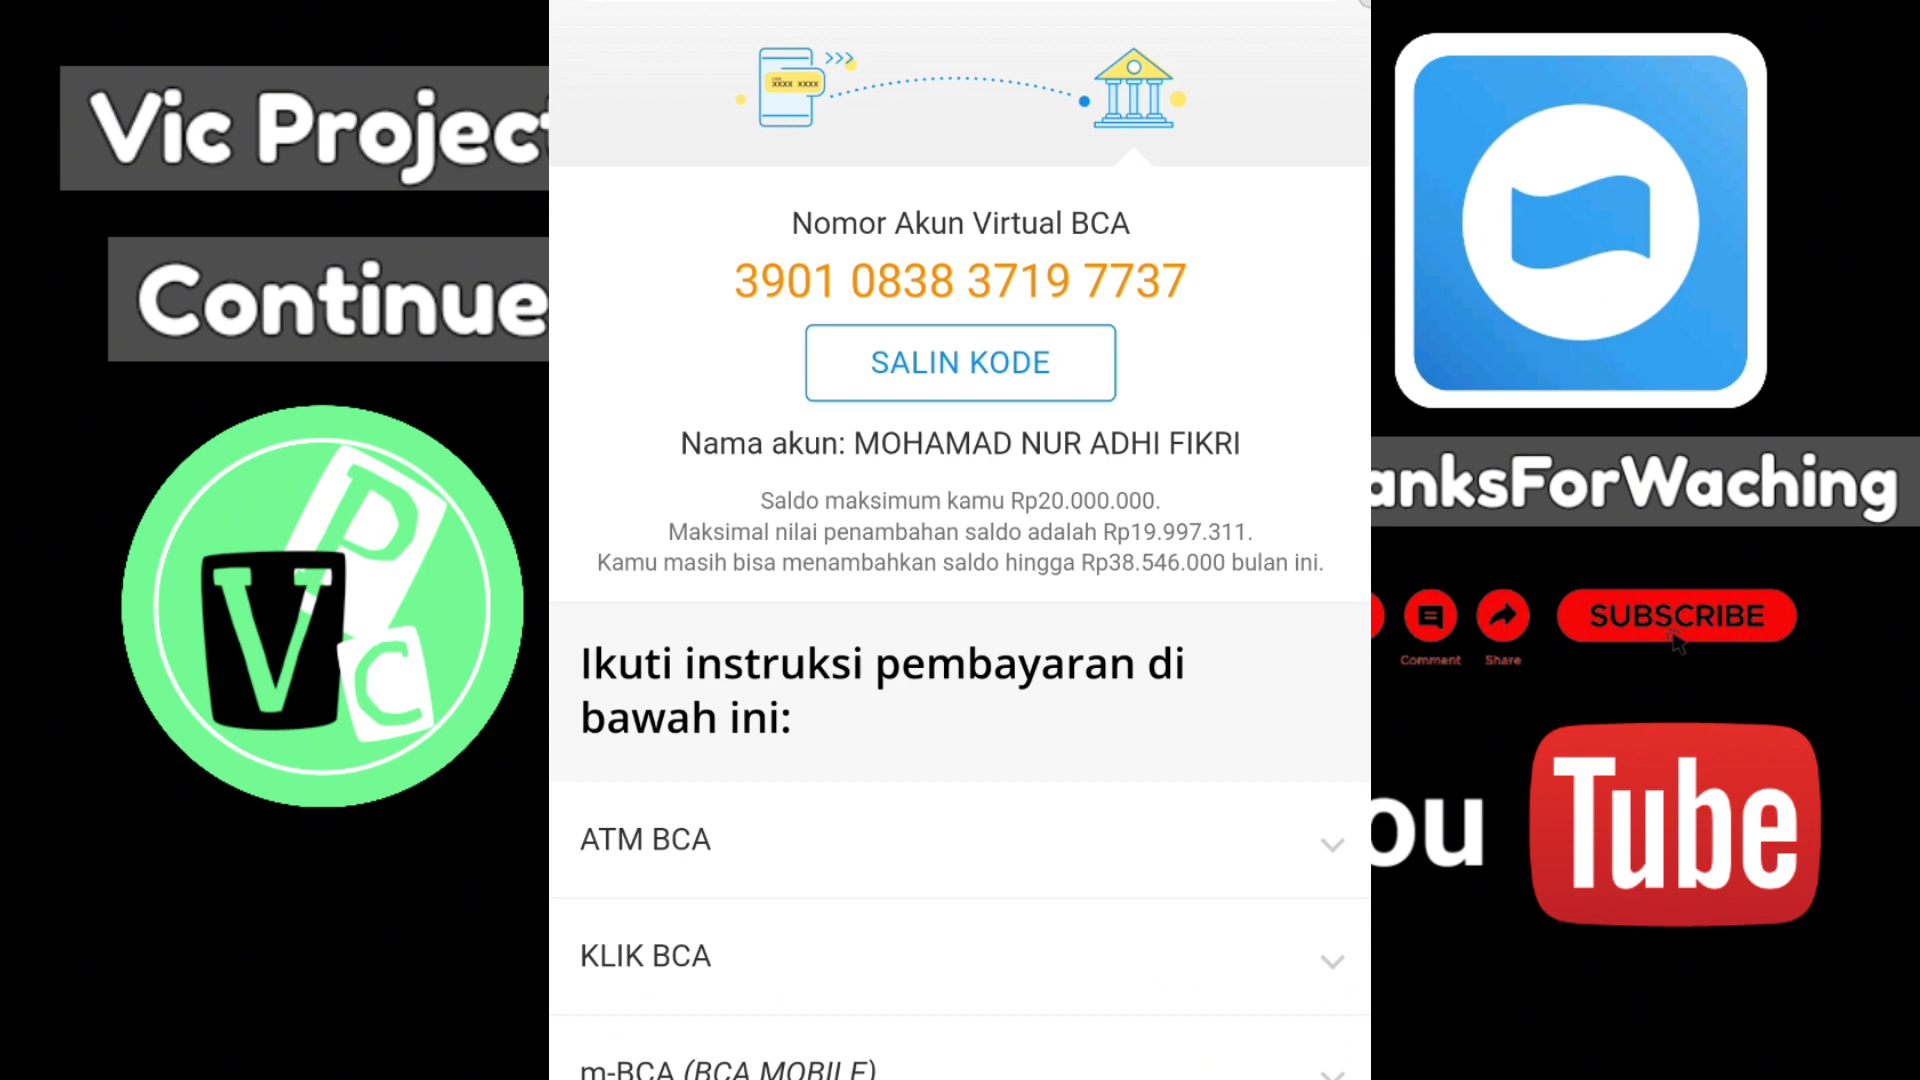 Vic Project
Continue
XXXX XXXX
Nomor Akun Virtual BCA
3901 0838 3719 7737
SALIN KODE
Nama akun: MOHAMAD NUR ADHI FIKRI
Saldo maksimum kamu Rp20.000.000.
Maksimal nilai penambahan saldo adalah Rp19.997.311.
Kamu masih bisa menambahkan saldo hingga Rp38.546.000 bulan ini.
Ikuti instruksi pembayaran di
bawah ini:
ATM BCA
KLIK BCA
m-BCA (BCA MOBILE)
V P C
anksForWaching
Comment
Share
SUBSCRIBE
ou Tube